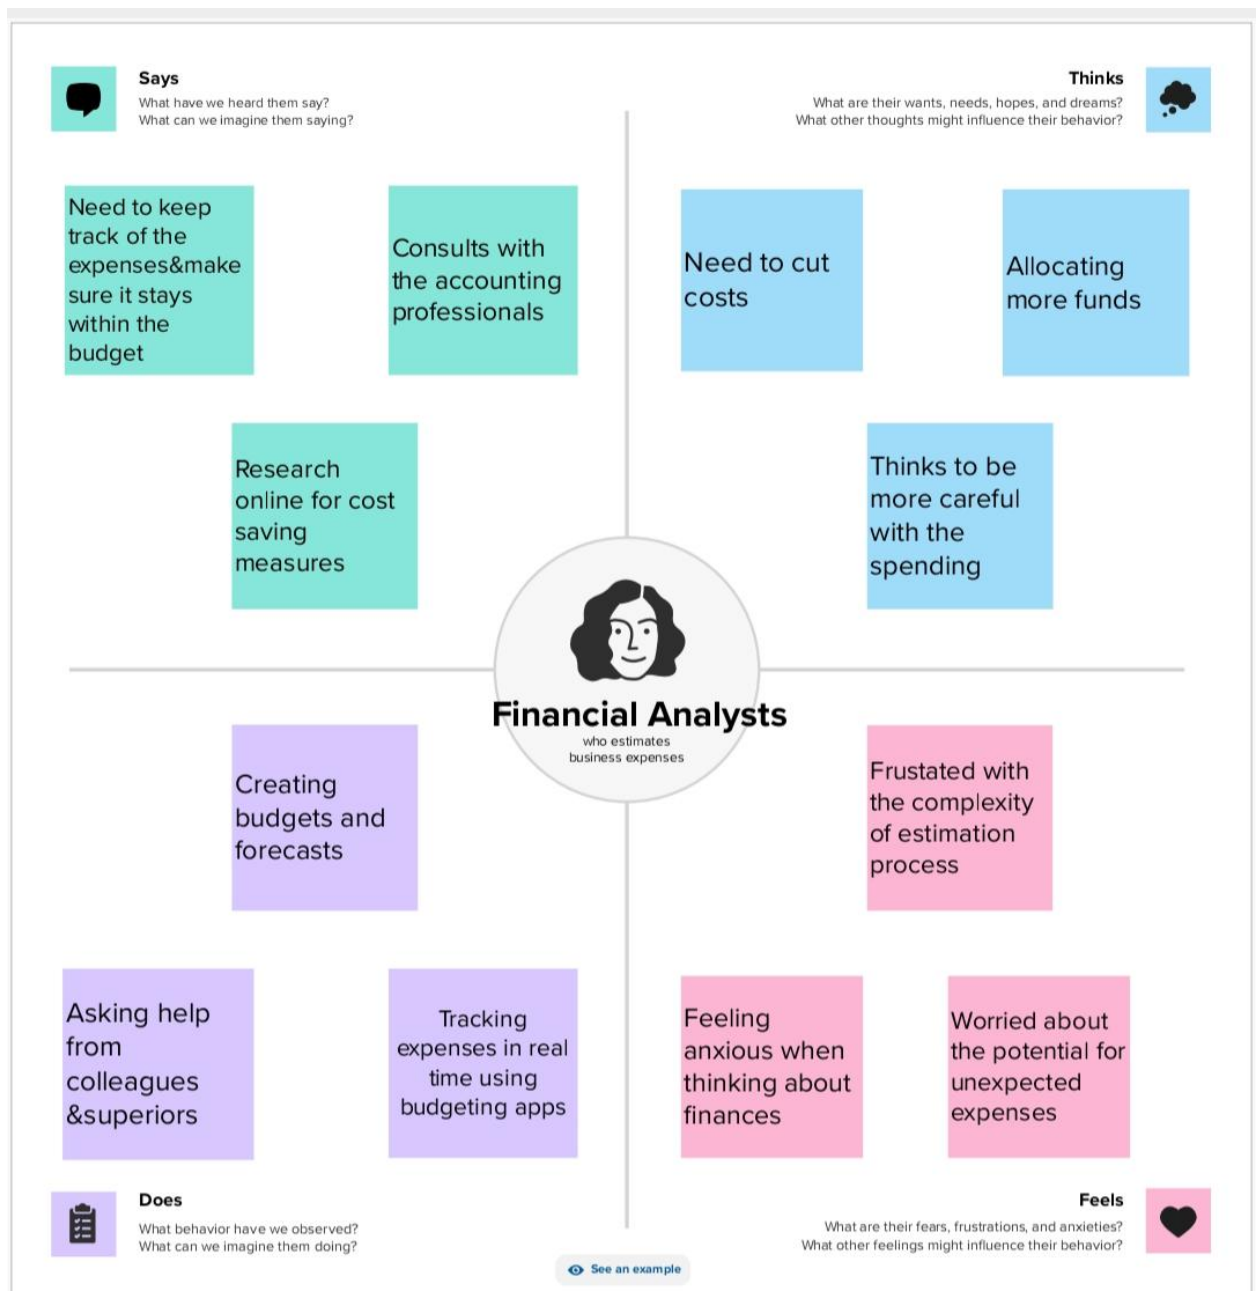 Says
What have we heard them say?
What can we imagine them saying?
Thinks
What are their wants, needs, hopes, and dreams?
What other thoughts might influence their behavior?
Need to keep
track of the
expenses&make
sure it stays
within the
budget
Consults with
the accounting
professionals
Need to cut
costs
Allocating
more funds
Research
online for cost
saving
measures
Thinks to be
more careful
with the
spending
Financial Analysts
who estimates
business expenses
Creating
budgets and
forecasts
Frustated with
the complexity
of estimation
process
Asking help
from
colleagues
&superiors
Tracking
expenses in real
time using
budgeting apps
Feeling
anxious when
thinking about
finances
Worried about
the potential for
unexpected
expenses
Does
What behavior have we observed?
What can we imagine them doing?
Feels
What are their fears, frustrations, and anxieties?
What other feelings might influence their behavior?
See an example